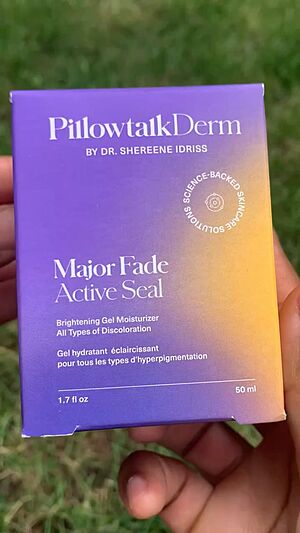 PillowtalkDerm
BY DR. SHEREENE IDRISS
SCIENCE-BACKED SKINCARE SOLUTIONS
Major Fade
Active Seal
Brightening Gel Moisturizer
All Types of Discoloration
Gel hydratant éclaircissant
pour tous les types d'hyperpigmentation
1.7 fl oz
50 ml